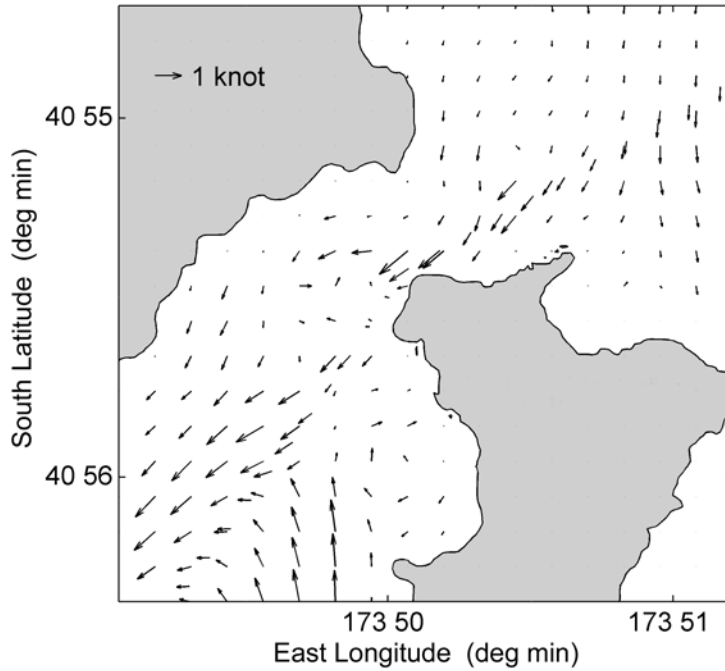 1 knot
40 55
South Latitude (deg min)
40 56
173 50
173 51
East Longitude (deg min)